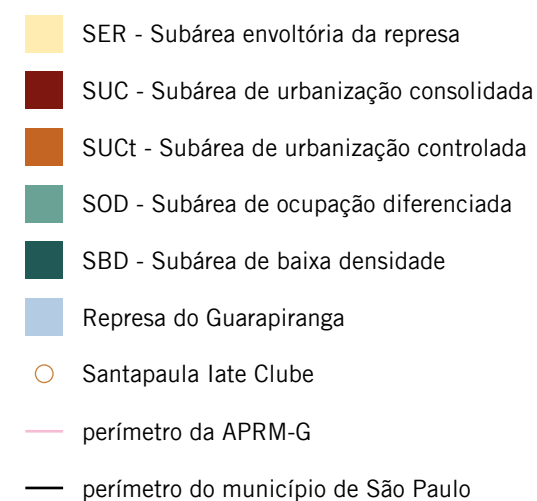 SER - Subárea envoltória da represa
SUC - Subárea de urbanização consolidada
SUCt - Subárea de urbanização controlada
SOD - Subárea de ocupação diferenciada
SBD - Subárea de baixa densidade
Represa do Guarapiranga
Santapaula Iate Clube
perímetro da APRM-G
perímetro do município de São Paulo